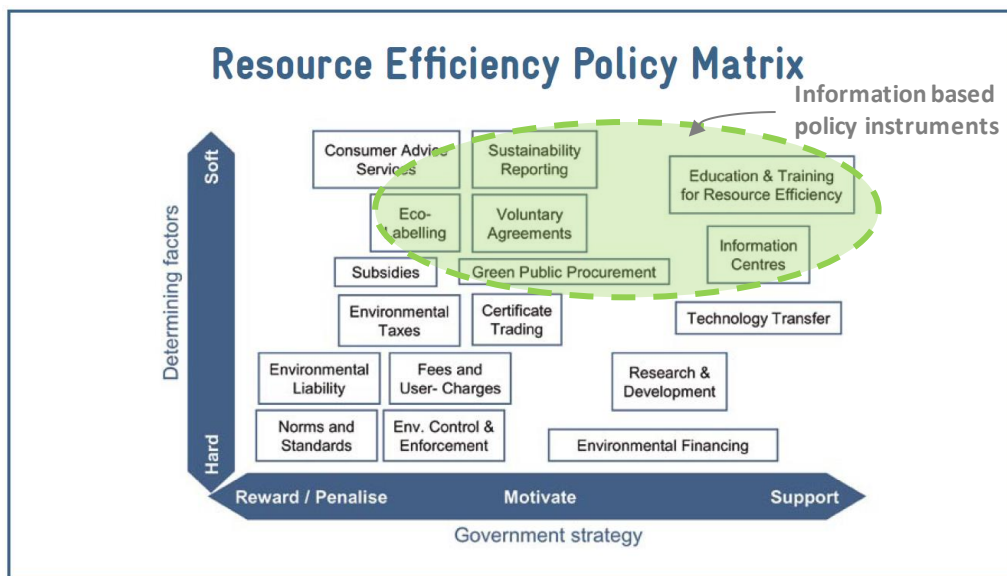 Resource Efficiency Policy Matrix
Information based
policy instruments
Soft
Determining factors
Hard
Consumer Advice
Services
Sustainability
Reporting
Education & Training
for Resource Efficiency
Eco-
Labelling
Voluntary
Agreements
Information
Centres
Subsidies
Green Public Procurement
Environmental
Taxes
Certificate
Trading
Technology Transfer
Environmental
Liability
Fees and
User- Charges
Research &
Development
Norms and
Standards
Env. Control &
Enforcement
Environmental Financing
Reward / Penalise
Motivate
Support
Government strategy